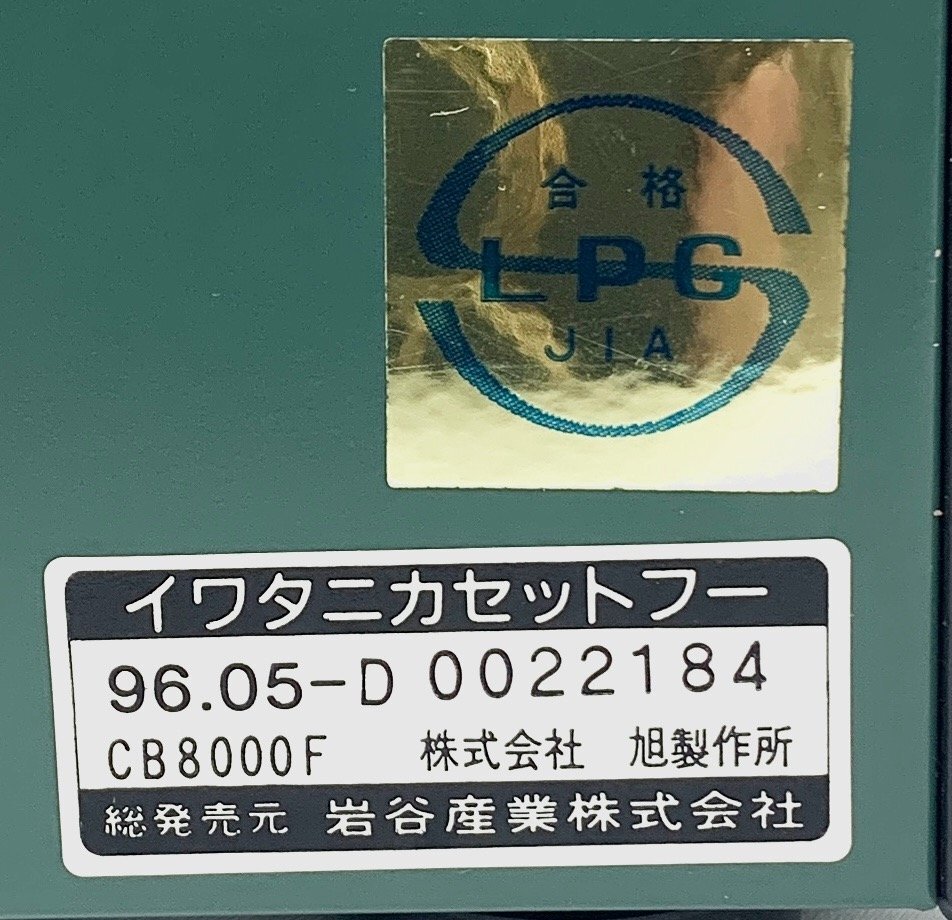 合格
LPG
JIA
イワタニカセットフー
96.05-D 0022184
CB8000F 株式会社 旭製作所
総発売元 岩谷産業株式会社